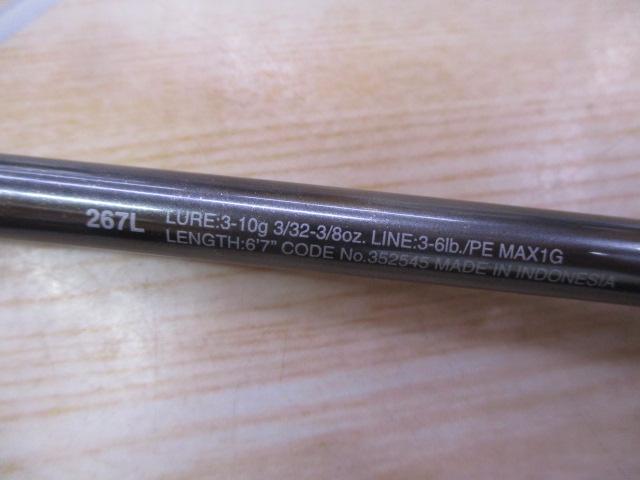 267L
LURE:3-10g 3/32-3/8oz. LINE:3-6lb./PE MAX1G
LENGTH:6'7" CODE No.352545 MADE IN INDONESIA